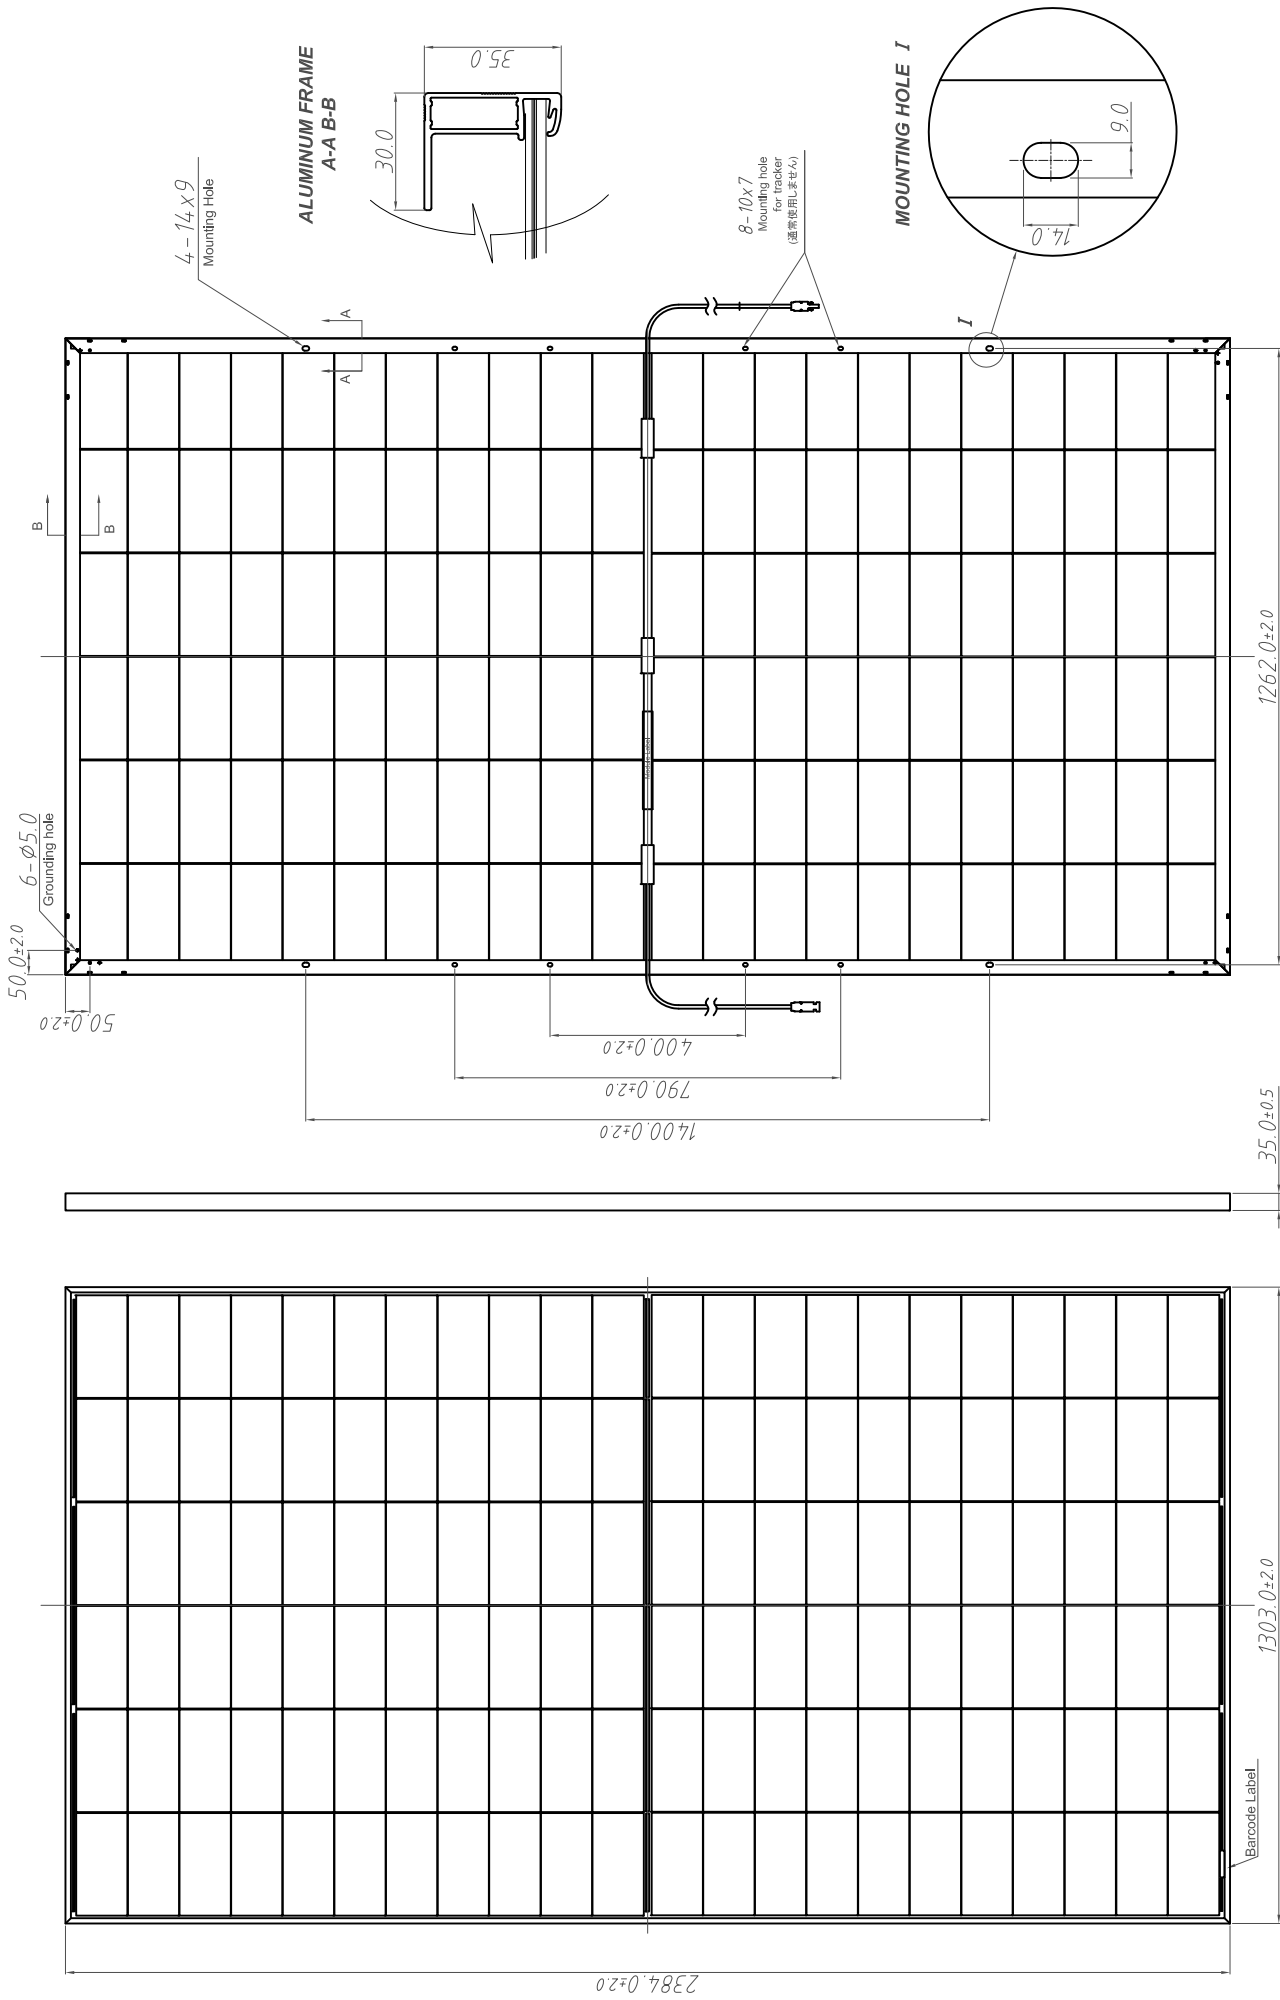 ALUMINUM FRAME
A-A B-B
35.0
30.0
4-14x9
Mounting Hole
8-10x7
Mounting hole
for tracker
(通常使用しません)
MOUNTING HOLE I
9.0
14.0
A
A
I
B
B
6-Ø5.0
Grounding hole
50.0±2.0
50.0±2.0
Module Label
1262.0±2.0
400.0±2.0
790.0±2.0
1400.0±2.0
35.0±0.5
1303.0±2.0
Barcode Label
2384.0±2.0